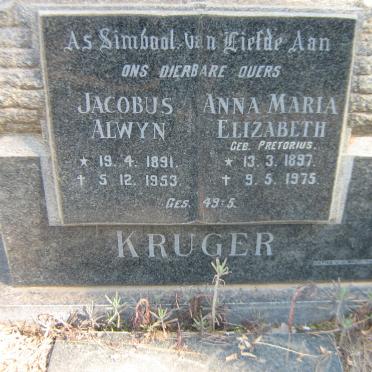 As Simbool van Liefde Aan
ONS DIERBARE OUERS
JACOBUS
ALWYN
* 19. 4. 1891.
† 5. 12. 1953.
ANNA MARIA
ELIZABETH
GEB. PRETORIUS.
* 13. 3. 1897.
† 9. 5. 1975.
GES. 49:5.
KRUGER